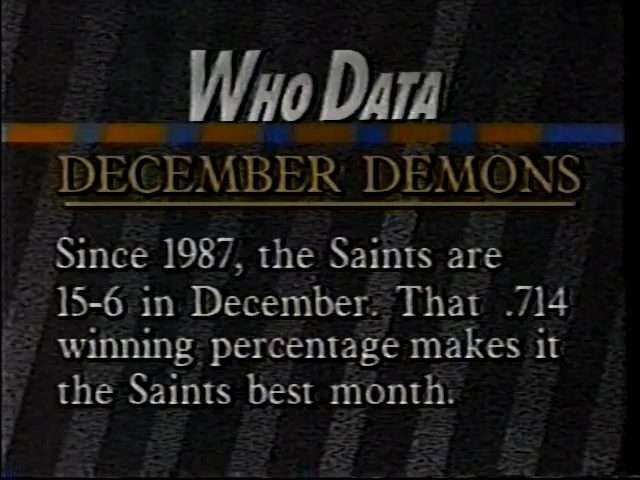 WHO DATA
DECEMBER DEMONS
Since 1987, the Saints are
15-6 in December. That .714
winning percentage makes it
the Saints best month.